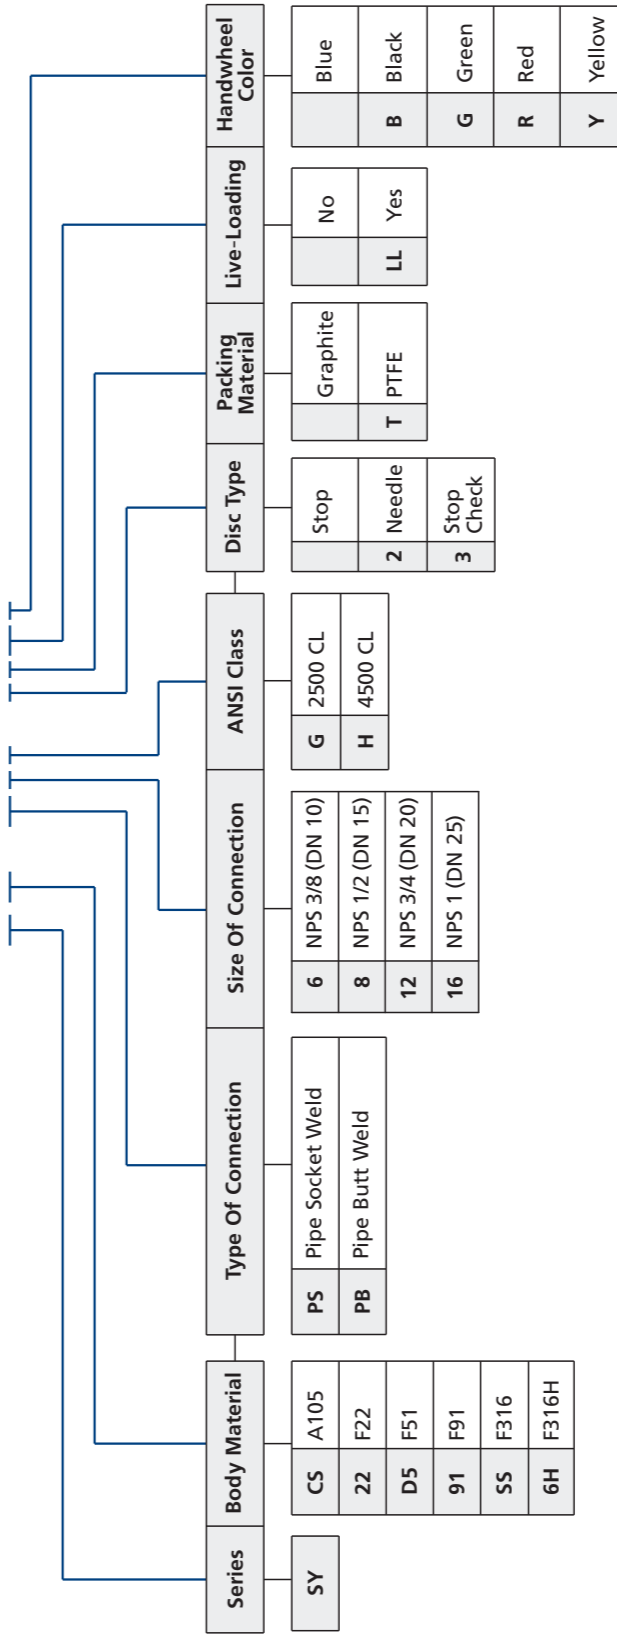 Series
SY
Body Material
CS A105
22 F22
D5 F51
91 F91
SS F316
6H F316H
Type Of Connection
PS Pipe Socket Weld
PB Pipe Butt Weld
Size Of Connection
6 NPS 3/8 (DN 10)
8 NPS 1/2 (DN 15)
12 NPS 3/4 (DN 20)
16 NPS 1 (DN 25)
ANSI Class
G 2500 CL
H 4500 CL
Disc Type
Stop
2 Needle
3 Stop
Check
Packing
Material
Graphite
T PTFE
Live-Loading
No
LL Yes
Handwheel
Color
Blue
B Black
G Green
R Red
Y Yellow